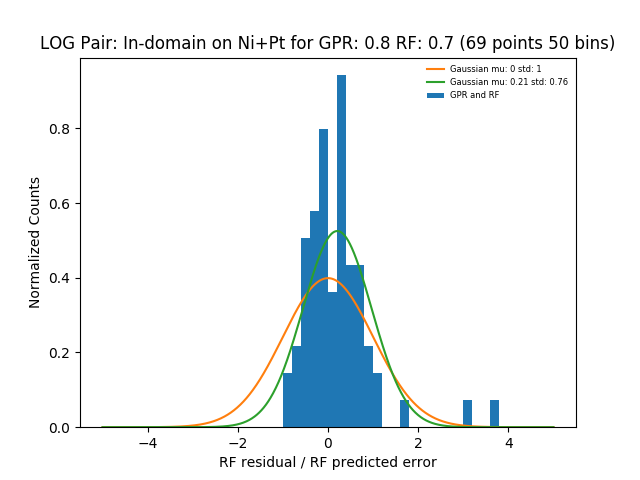 LOG Pair: In-domain on Ni+Pt for GPR: 0.8 RF: 0.7 (69 points 50 bins)
Gaussian mu: 0 std: 1
Gaussian mu: 0.21 std: 0.76
GPR and RF
Normalized Counts
0.8
0.6
0.4
0.2
0.0
−4
−2
0
2
4
RF residual / RF predicted error